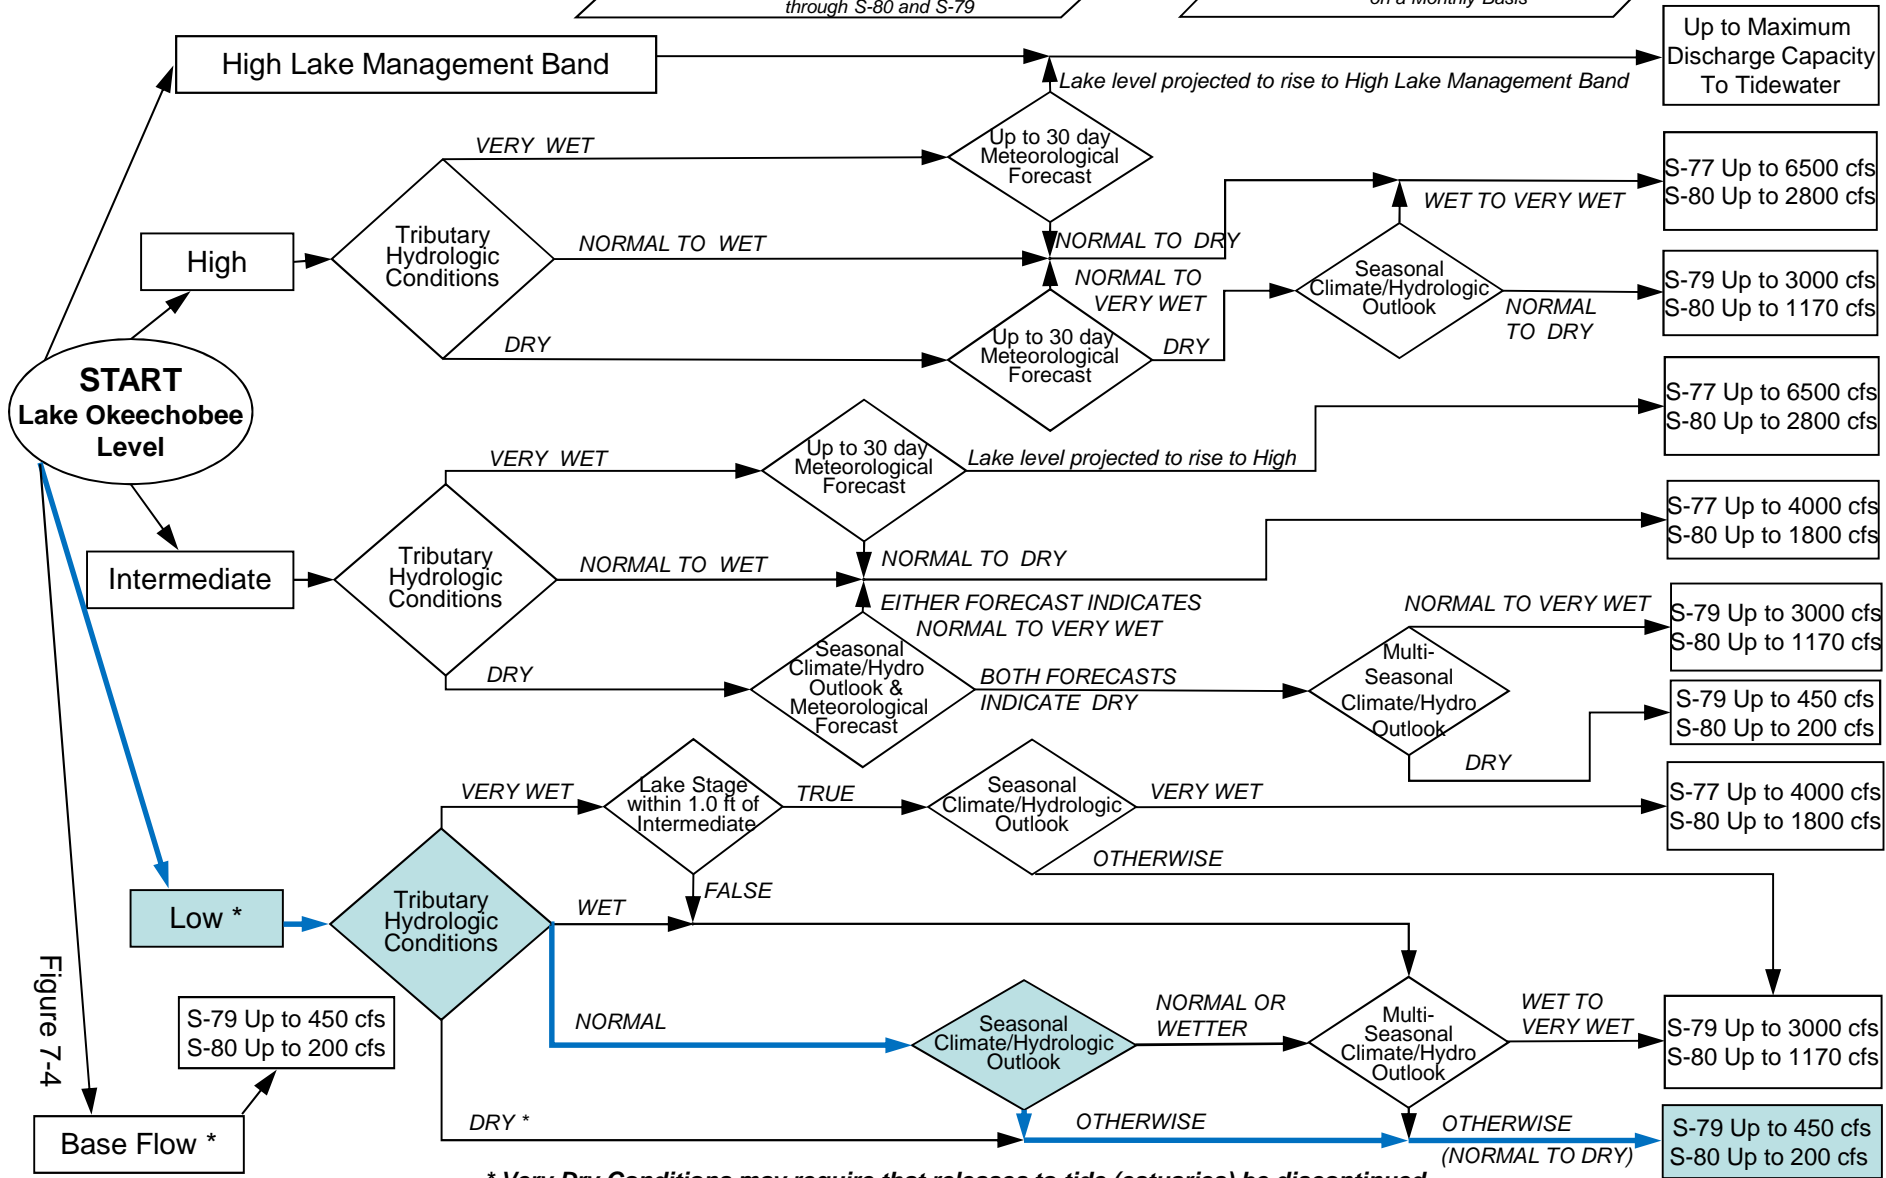 through S-80 and S-79
on a Monthly Basis
Up to Maximum
Discharge Capacity
To Tidewater
High Lake Management Band
Lake level projected to rise to High Lake Management Band
VERY WET
Up to 30 day
Meteorological
Forecast
S-77 Up to 6500 cfs
S-80 Up to 2800 cfs
WET TO VERY WET
Tributary
Hydrologic
Conditions
NORMAL TO WET
NORMAL TO DRY
High
NORMAL TO
VERY WET
Seasonal
Climate/Hydrologic
Outlook
S-79 Up to 3000 cfs
S-80 Up to 1170 cfs
NORMAL
TO DRY
DRY
Up to 30 day
Meteorological
Forecast
DRY
START
Lake Okeechobee
Level
S-77 Up to 6500 cfs
S-80 Up to 2800 cfs
VERY WET
Up to 30 day
Meteorological
Forecast
Lake level projected to rise to High
S-77 Up to 4000 cfs
S-80 Up to 1800 cfs
Intermediate
Tributary
Hydrologic
Conditions
NORMAL TO WET
NORMAL TO DRY
EITHER FORECAST INDICATES
NORMAL TO VERY WET
NORMAL TO VERY WET
S-79 Up to 3000 cfs
S-80 Up to 1170 cfs
DRY
Seasonal
Climate/Hydro
Outlook &
Meteorological
Forecast
BOTH FORECASTS
INDICATE DRY
Multi-
Seasonal
Climate/Hydro
Outlook
S-79 Up to 450 cfs
S-80 Up to 200 cfs
DRY
VERY WET
Lake Stage
within 1.0 ft of
Intermediate
TRUE
Seasonal
Climate/Hydrologic
Outlook
VERY WET
S-77 Up to 4000 cfs
S-80 Up to 1800 cfs
OTHERWISE
FALSE
Low *
Tributary
Hydrologic
Conditions
WET
Figure 7-4
S-79 Up to 450 cfs
S-80 Up to 200 cfs
NORMAL
Seasonal
Climate/Hydrologic
Outlook
NORMAL OR
WETTER
Multi-
Seasonal
Climate/Hydro
Outlook
WET TO
VERY WET
S-79 Up to 3000 cfs
S-80 Up to 1170 cfs
Base Flow *
DRY *
OTHERWISE
OTHERWISE
(NORMAL TO DRY)
S-79 Up to 450 cfs
S-80 Up to 200 cfs
* Very Dry Conditions may require that releases to tide (estuaries) be discontinued